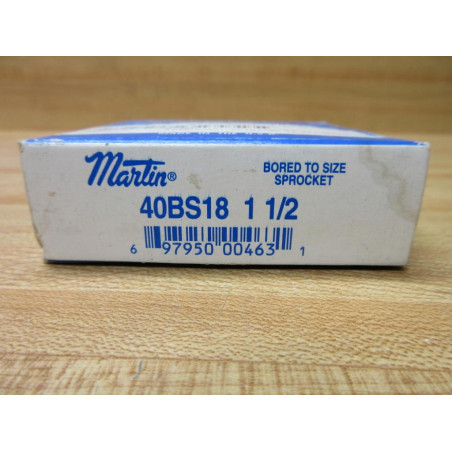 Martin®
BORED TO SIZE
SPROCKET
40BS18 1 1/2
6 97950 00463 1